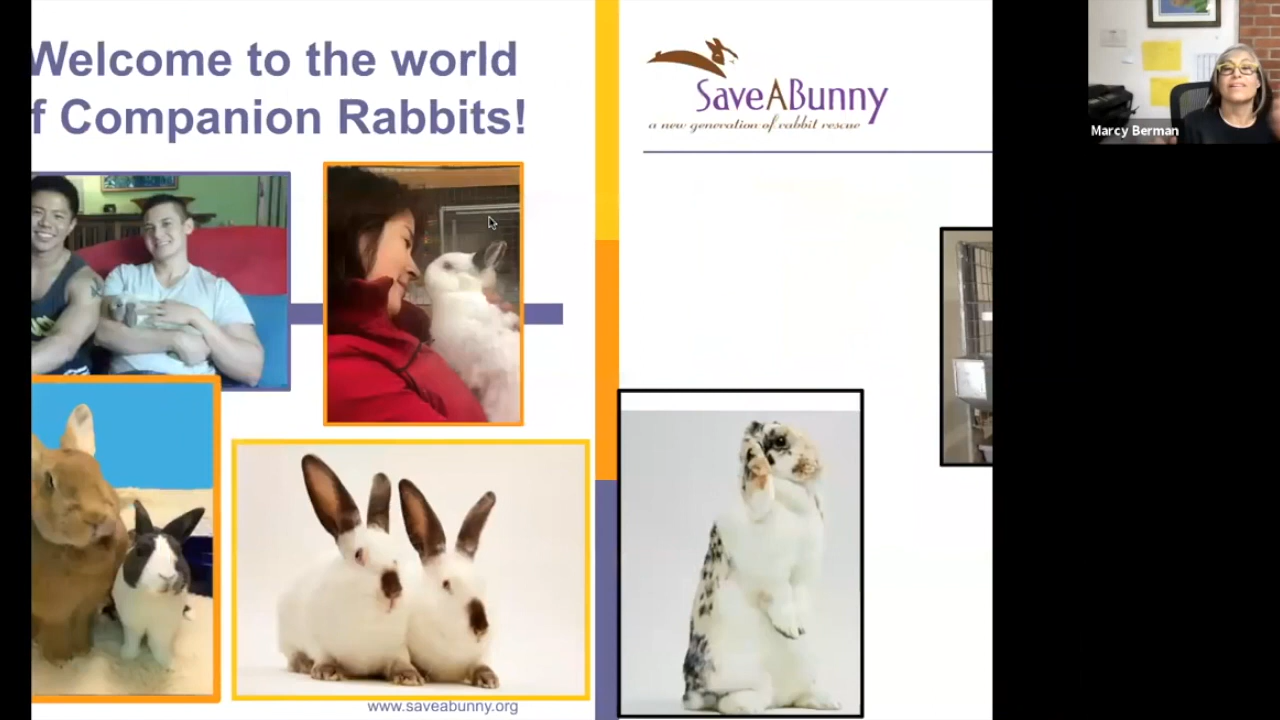 Welcome to the world
f Companion Rabbits!
SaveABunny
a new generation of rabbit rescue
Marcy Berman
www.saveabunny.org